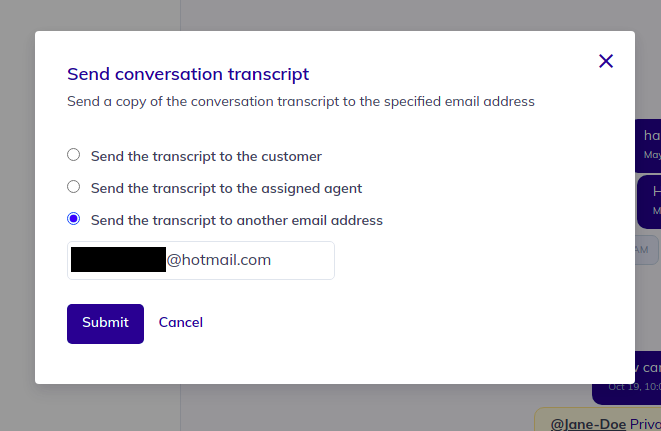 Send conversation transcript
Send a copy of the conversation transcript to the specified email address
Send the transcript to the customer
Send the transcript to the assigned agent
Send the transcript to another email address
@hotmail.com
Submit
Cancel
ha
May
H
M
AM
Oct 19, 10:0
@Jane-Doe Priva